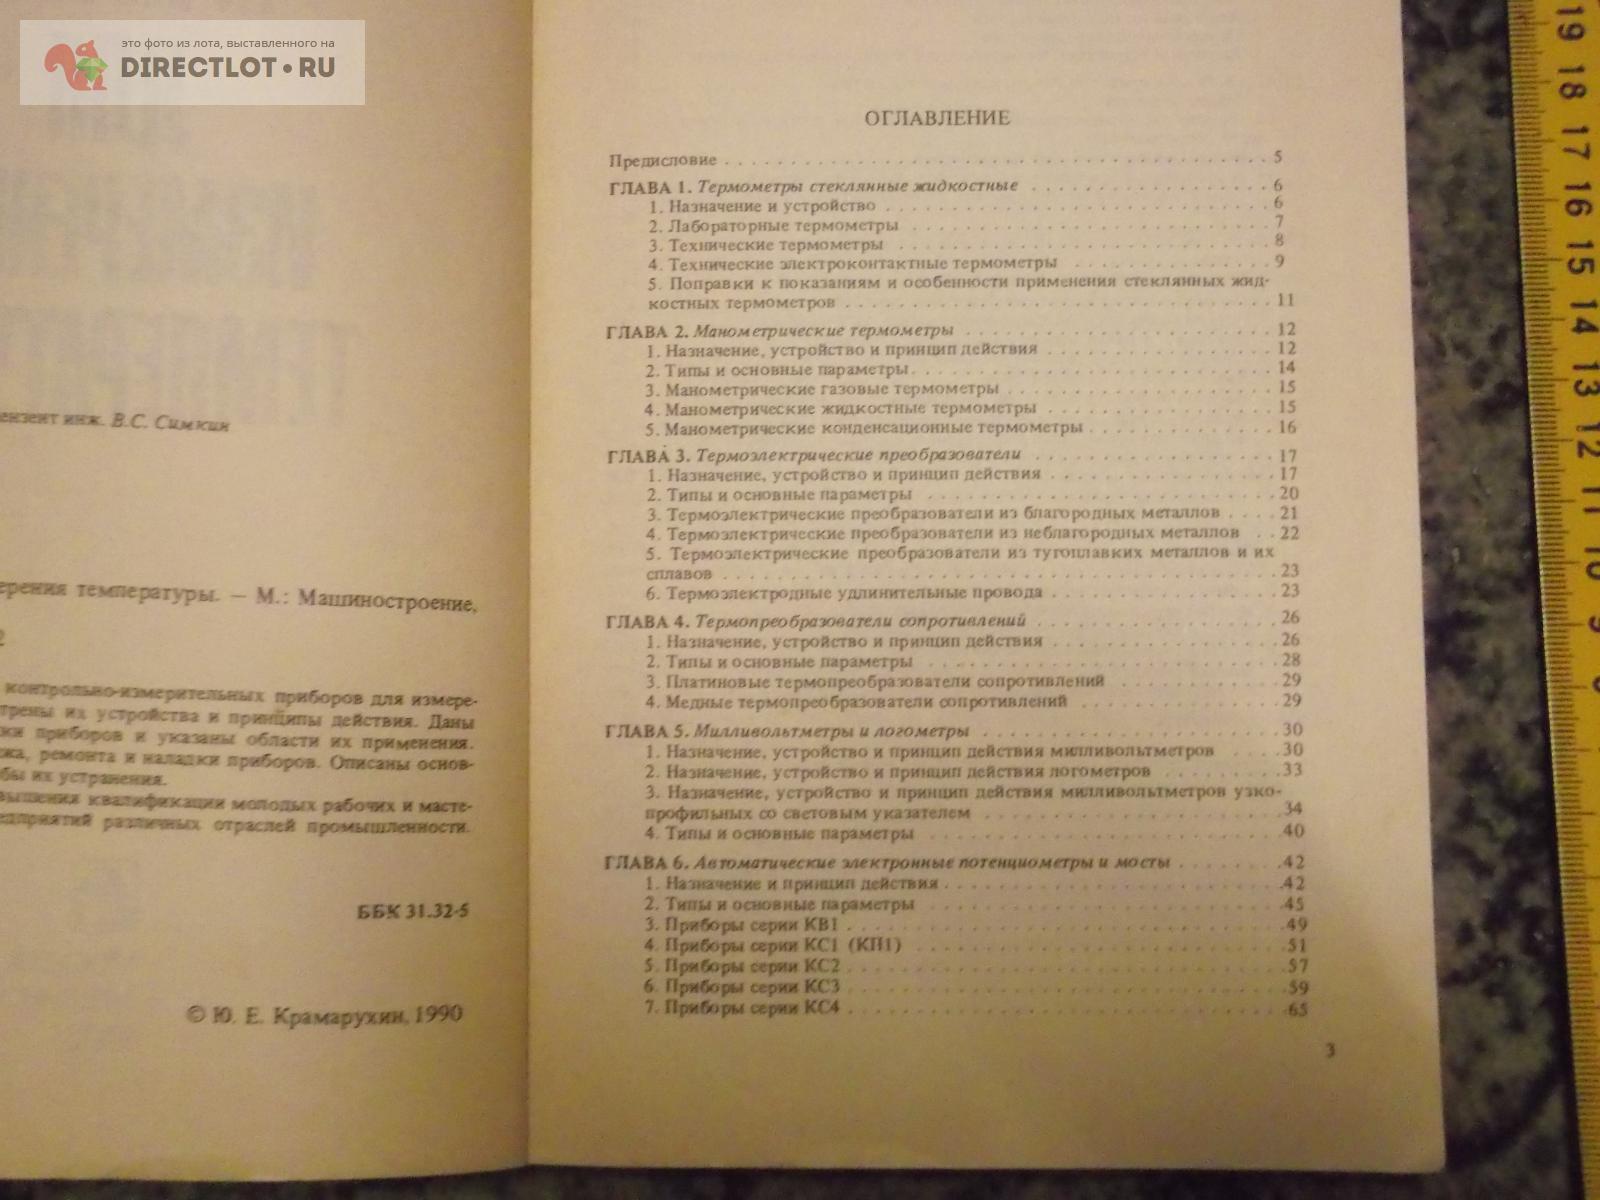 это фото из лота, выставленного на
DIRECTLOT•RU
инж. В.С. Симкин
температуры. — М.: Машиностроение,
контрольно-измерительных приборов для измере-
их устройства и принципы действия. Даны
приборов и указаны области их применения.
ремонта и наладки приборов. Описаны основ-
их устранения.
квалификации молодых рабочих и масте-
различных отраслей промышленности.
ББК 31.32-5
© Ю. Е. Крамарухин, 1990
ОГЛАВЛЕНИЕ
Предисловие . . . 5
ГЛАВА 1. Термометры стеклянные жидкостные . . . 6
1. Назначение и устройство . . . 6
2. Лабораторные термометры . . . 7
3. Технические термометры . . . 8
4. Технические электроконтактные термометры . . . 9
5. Поправки к показаниям и особенности применения стеклянных жид-
костных термометров . . . 11
ГЛАВА 2. Манометрические термометры . . . 12
1. Назначение, устройство и принцип действия . . . 12
2. Типы и основные параметры . . . 14
3. Манометрические газовые термометры . . . 15
4. Манометрические жидкостные термометры . . . 15
5. Манометрические конденсационные термометры . . . 16
ГЛАВА 3. Термоэлектрические преобразователи . . . 17
1. Назначение, устройство и принцип действия . . . 17
2. Типы и основные параметры . . . 20
3. Термоэлектрические преобразователи из благородных металлов . . . 21
4. Термоэлектрические преобразователи из неблагородных металлов . . 22
5. Термоэлектрические преобразователи из тугоплавких металлов и их
сплавов . . . 23
6. Термоэлектродные удлинительные провода . . . 23
ГЛАВА 4. Термопреобразователи сопротивлений . . . 26
1. Назначение, устройство и принцип действия . . . 26
2. Типы и основные параметры . . . 28
3. Платиновые термопреобразователи сопротивлений . . . 29
4. Медные термопреобразователи сопротивлений . . . 29
ГЛАВА 5. Милливольтметры и логометры . . . 30
1. Назначение, устройство и принцип действия милливольтметров . . . 30
2. Назначение, устройство и принцип действия логометров . . . 33
3. Назначение, устройство и принцип действия милливольтметров узко-
профильных со световым указателем . . . 34
4. Типы и основные параметры . . . 40
ГЛАВА 6. Автоматические электронные потенциометры и мосты . . . 42
1. Назначение и принцип действия . . . 42
2. Типы и основные параметры . . . 45
3. Приборы серии КВ1 . . . 49
4. Приборы серии КС1 (КП1) . . . 51
5. Приборы серии КС2 . . . 57
6. Приборы серии КС3 . . . 59
7. Приборы серии КС4 . . . 65
3
19
18
17
16
15
14
13
12
11
10
9